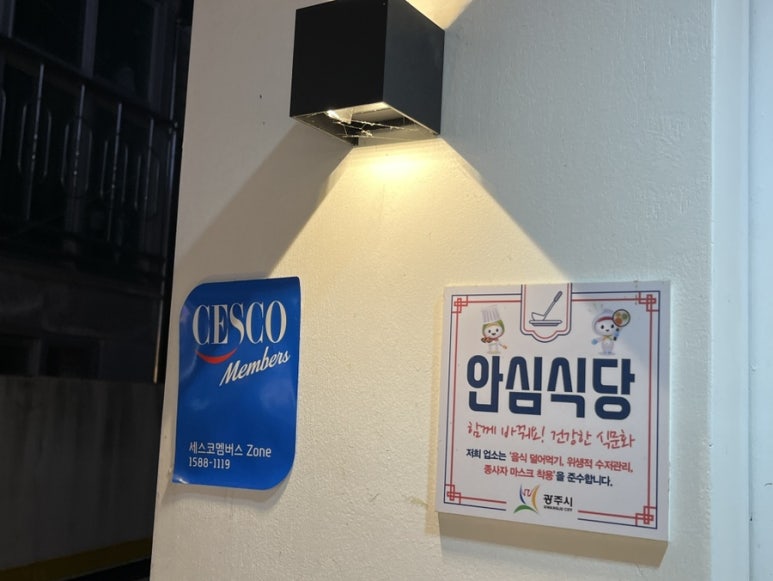 CESCO
Members
세스코멤버스 Zone
1588-1119
안심식당
함께 바꿔요! 건강한 식문화
저희 업소는 '음식 덜어먹기, 위생적 수저관리,
종사자 마스크 착용'을 준수합니다.
광주시
GWANGJU CITY